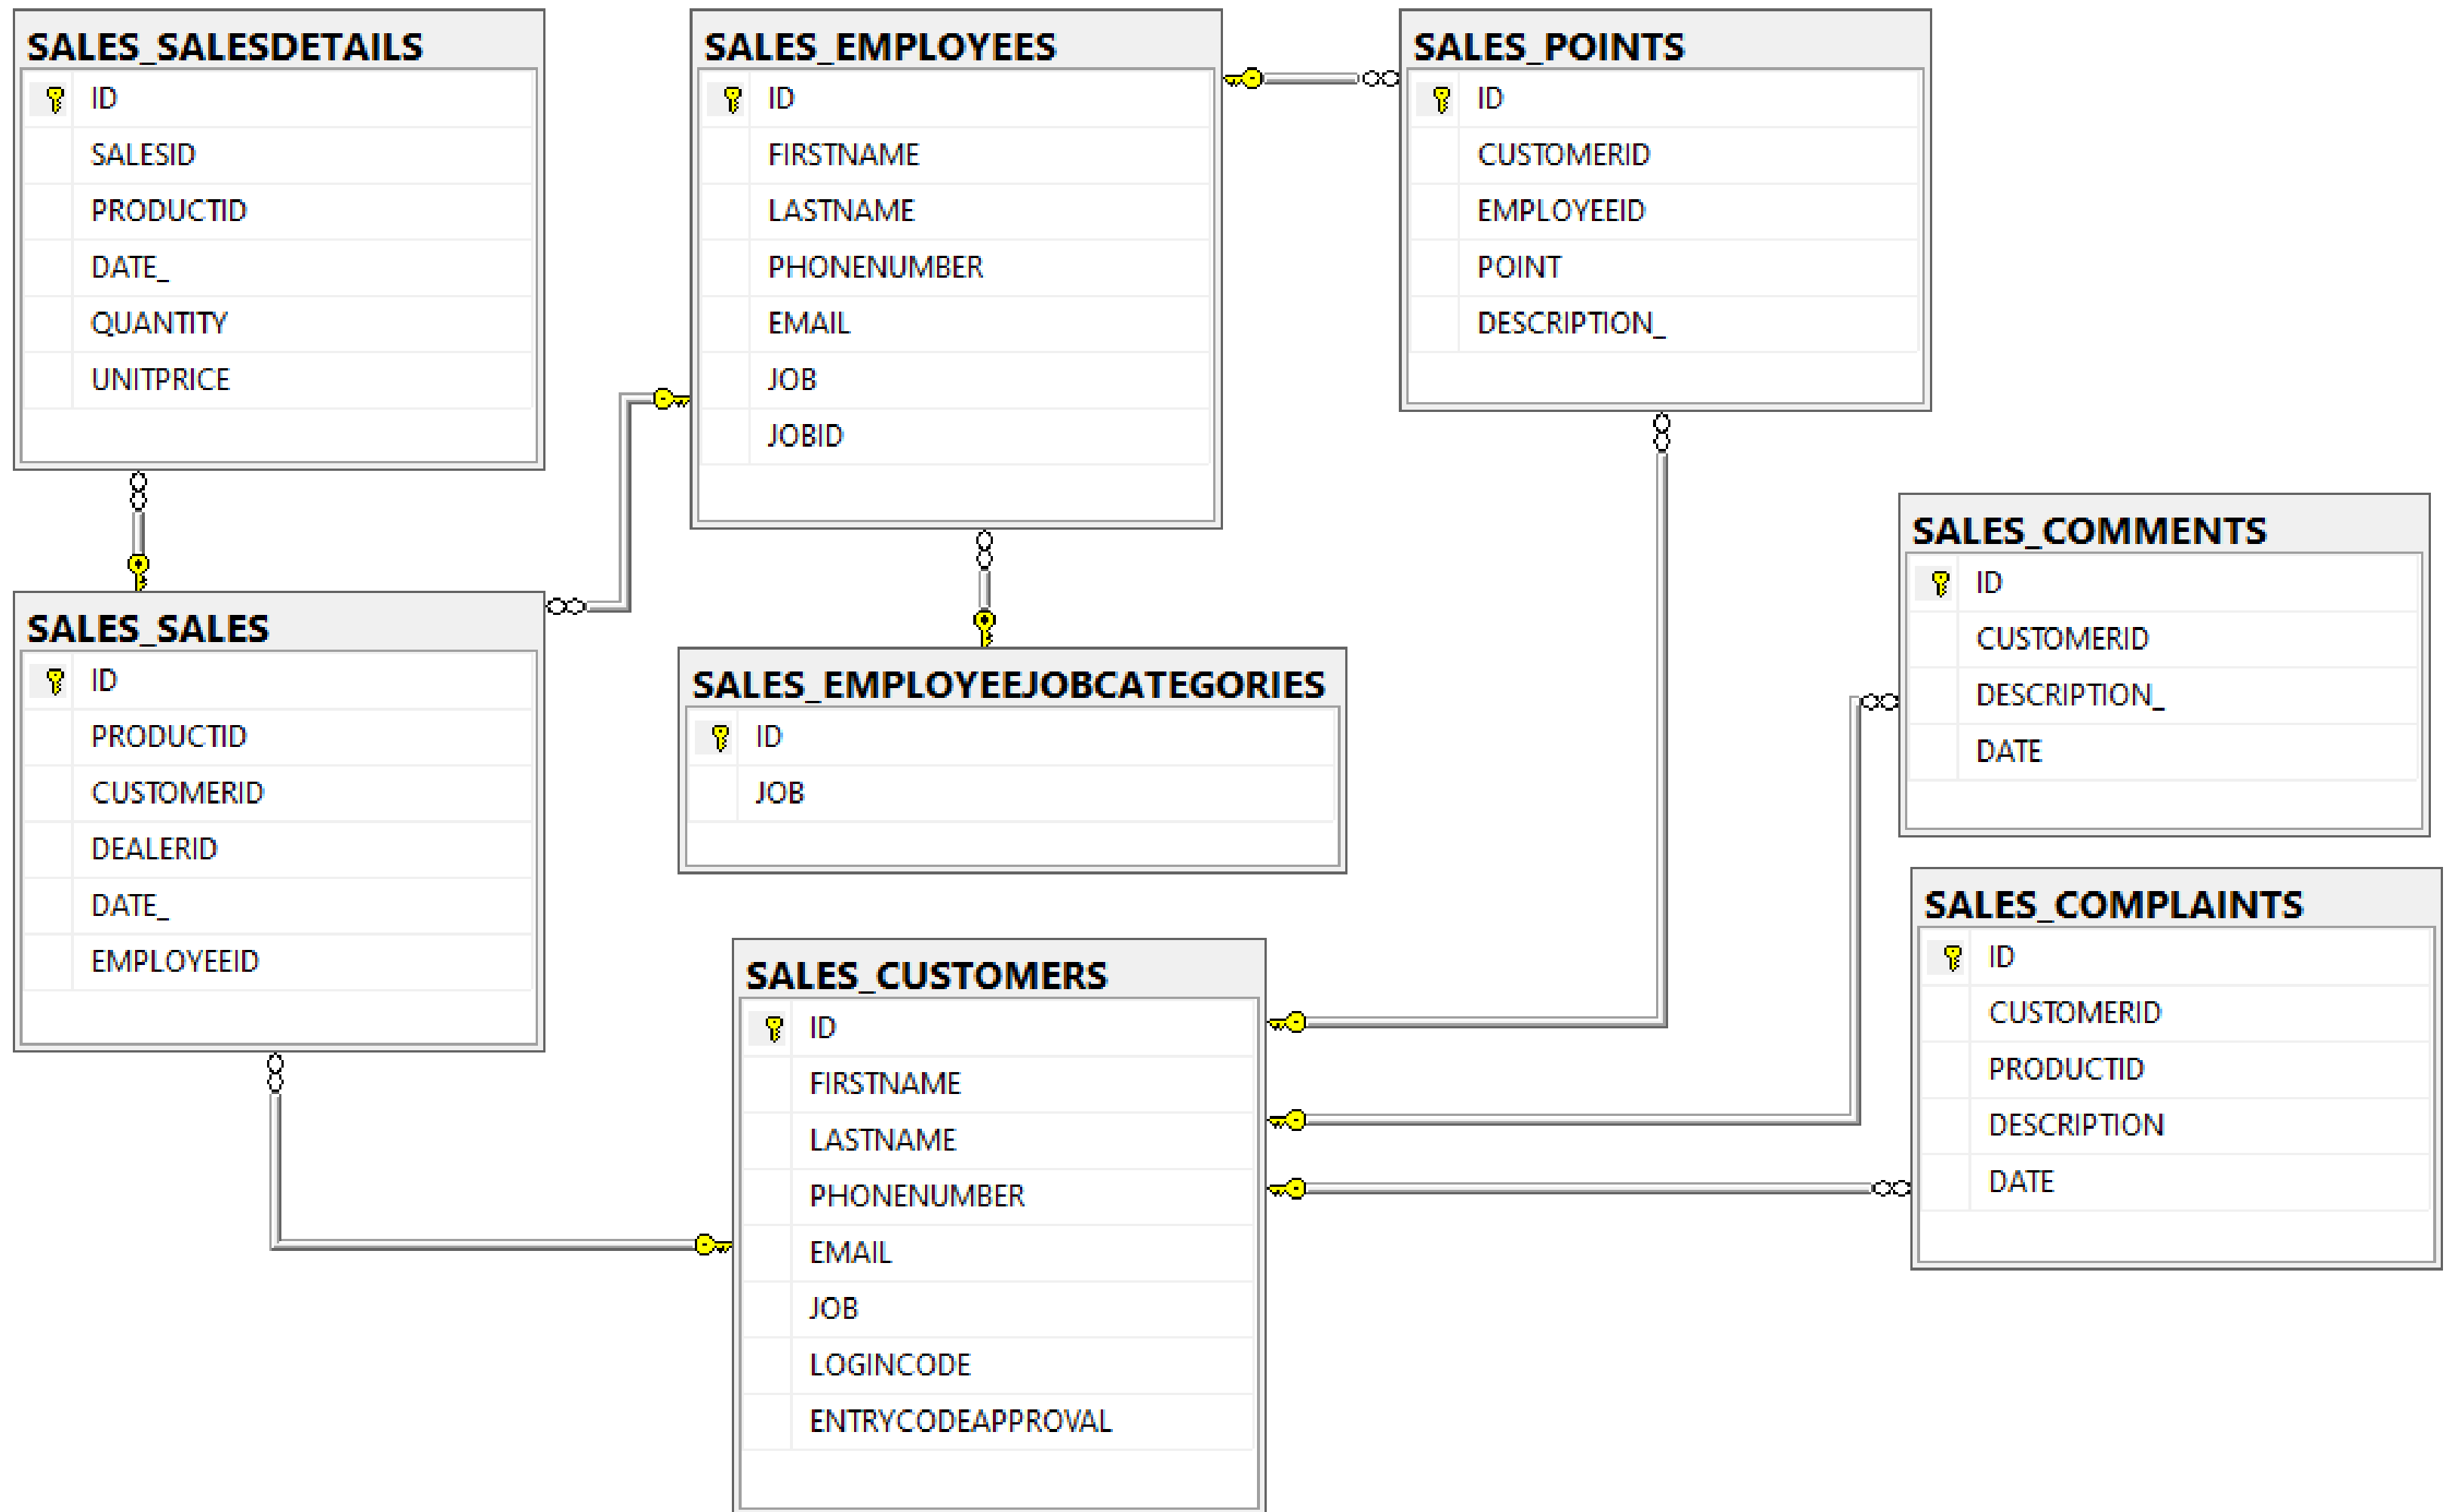 SALES_SALESDETAILS
ID
SALESID
PRODUCTID
DATE_
QUANTITY
UNITPRICE
SALES_EMPLOYEES
ID
FIRSTNAME
LASTNAME
PHONENUMBER
EMAIL
JOB
JOBID
SALES_POINTS
ID
CUSTOMERID
EMPLOYEEID
POINT
DESCRIPTION_
SALES_COMMENTS
ID
CUSTOMERID
DESCRIPTION_
DATE
SALES_SALES
ID
PRODUCTID
CUSTOMERID
DEALERID
DATE_
EMPLOYEEID
SALES_EMPLOYEEJOBCATEGORIES
ID
JOB
SALES_COMPLAINTS
ID
CUSTOMERID
PRODUCTID
DESCRIPTION
DATE
SALES_CUSTOMERS
ID
FIRSTNAME
LASTNAME
PHONENUMBER
EMAIL
JOB
LOGINCODE
ENTRYCODEAPPROVAL